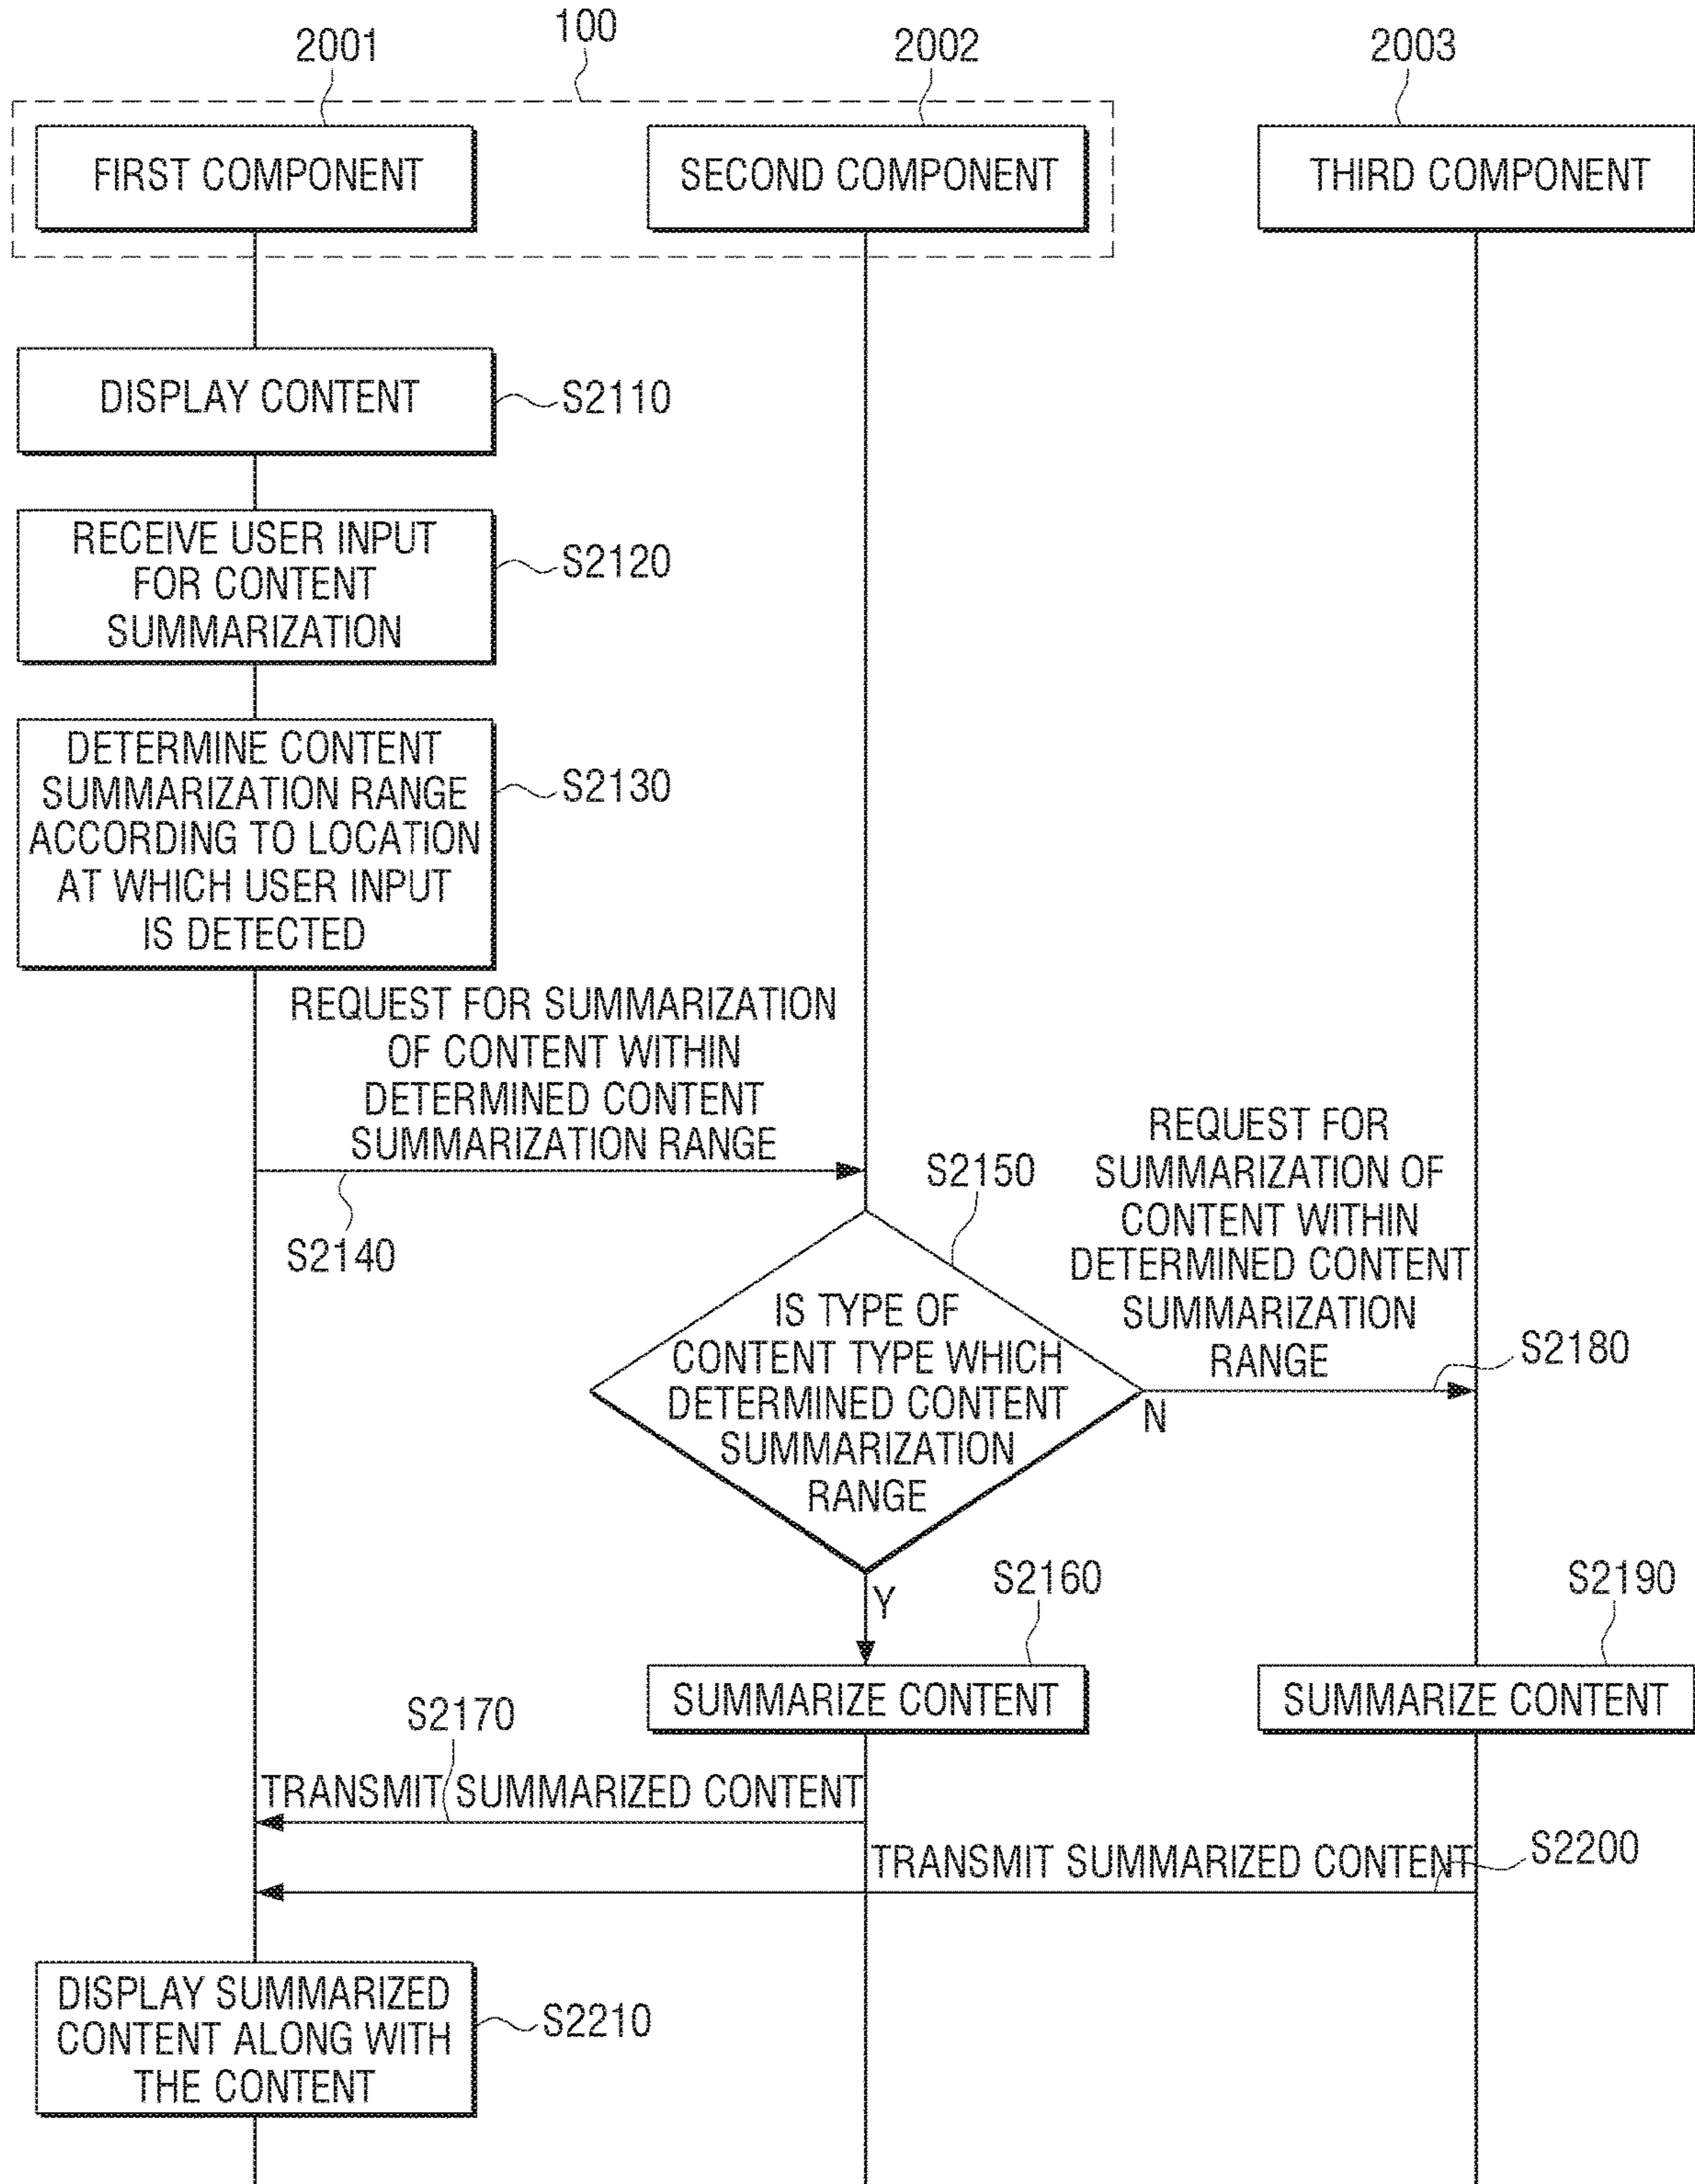 100
2001
2002
2003
FIRST COMPONENT
SECOND COMPONENT
THIRD COMPONENT
DISPLAY CONTENT
S2110
RECEIVE USER INPUT
FOR CONTENT
SUMMARIZATION
S2120
DETERMINE CONTENT
SUMMARIZATION RANGE
ACCORDING TO LOCATION
AT WHICH USER INPUT
IS DETECTED
S2130
REQUEST FOR SUMMARIZATION
OF CONTENT WITHIN
DETERMINED CONTENT
SUMMARIZATION RANGE
S2140
S2150
IS TYPE OF
CONTENT TYPE WHICH
DETERMINED CONTENT
SUMMARIZATION
RANGE
REQUEST FOR
SUMMARIZATION OF
CONTENT WITHIN
DETERMINED CONTENT
SUMMARIZATION
RANGE
S2180
N
Y
S2160
SUMMARIZE CONTENT
S2190
SUMMARIZE CONTENT
S2170
TRANSMIT SUMMARIZED CONTENT
TRANSMIT SUMMARIZED CONTENT
S2200
DISPLAY SUMMARIZED
CONTENT ALONG WITH
THE CONTENT
S2210